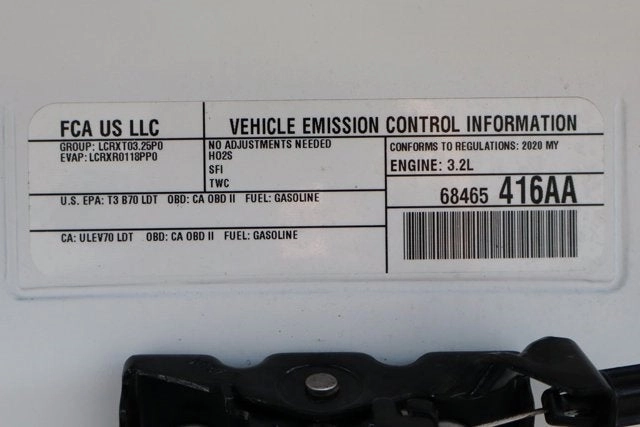 FCA US LLC
VEHICLE EMISSION CONTROL INFORMATION
GROUP: LCRXT03.25P0
EVAP: LCRXR0118PP0
NO ADJUSTMENTS NEEDED
HO2S
SFI
TWC
CONFORMS TO REGULATIONS: 2020 MY
ENGINE: 3.2L
68465 416AA
U.S. EPA: T3 B70 LDT OBD: CA OBD II FUEL: GASOLINE
CA: ULEV70 LDT OBD: CA OBD II FUEL: GASOLINE